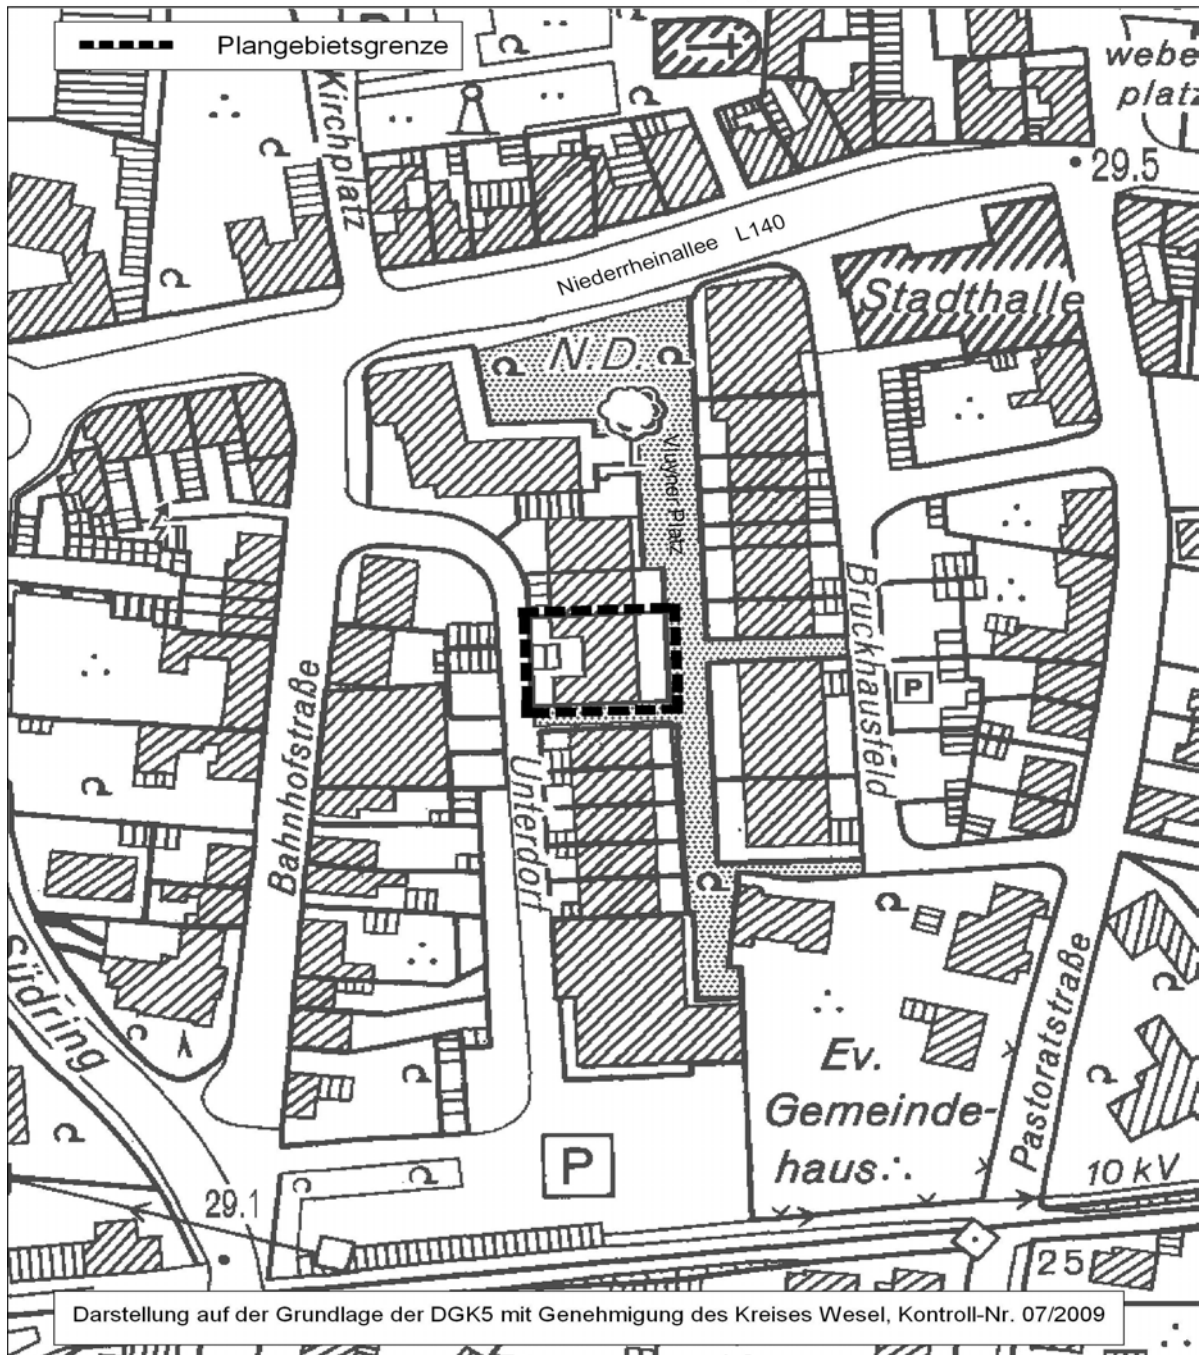 Plangebietsgrenze
Kirchplatz
webe
platz
29.5
Niederrheinallee L140
Stadthalle
N.D.
Vluyner Platz
Bruckhausfeld
P
Bahnhofstraße
Unterdorf
Südring
Ev.
Gemeinde-
haus
Pastoratstraße
P
10 kV
29.1
25
Darstellung auf der Grundlage der DGK5 mit Genehmigung des Kreises Wesel, Kontroll-Nr. 07/2009